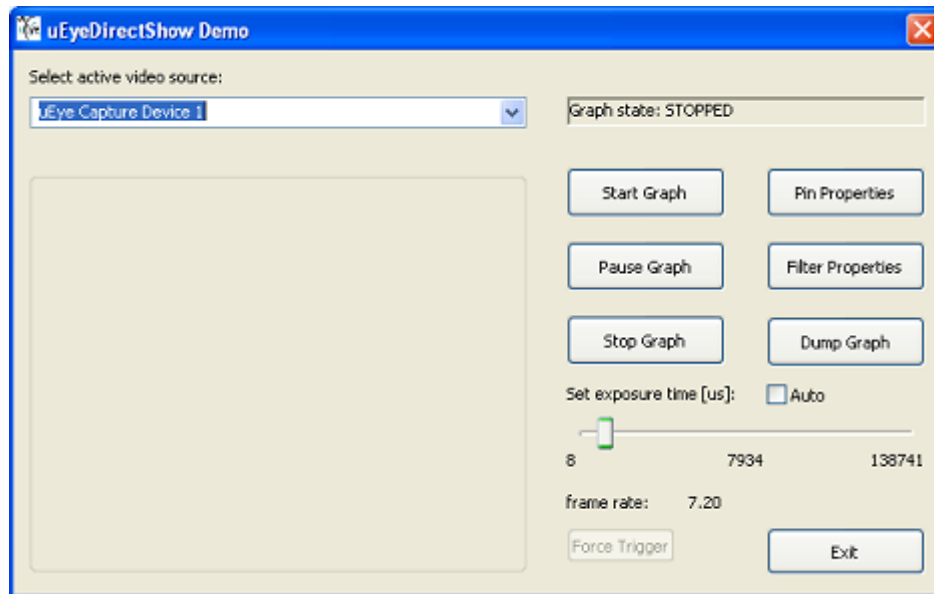 uEyeDirectShow Demo
Select active video source:
uEye Capture Device 1
Graph state: STOPPED
Start Graph
Pin Properties
Pause Graph
Filter Properties
Stop Graph
Dump Graph
Set exposure time [us]:
Auto
8 7934 138741
frame rate: 7.20
Force Trigger
Exit